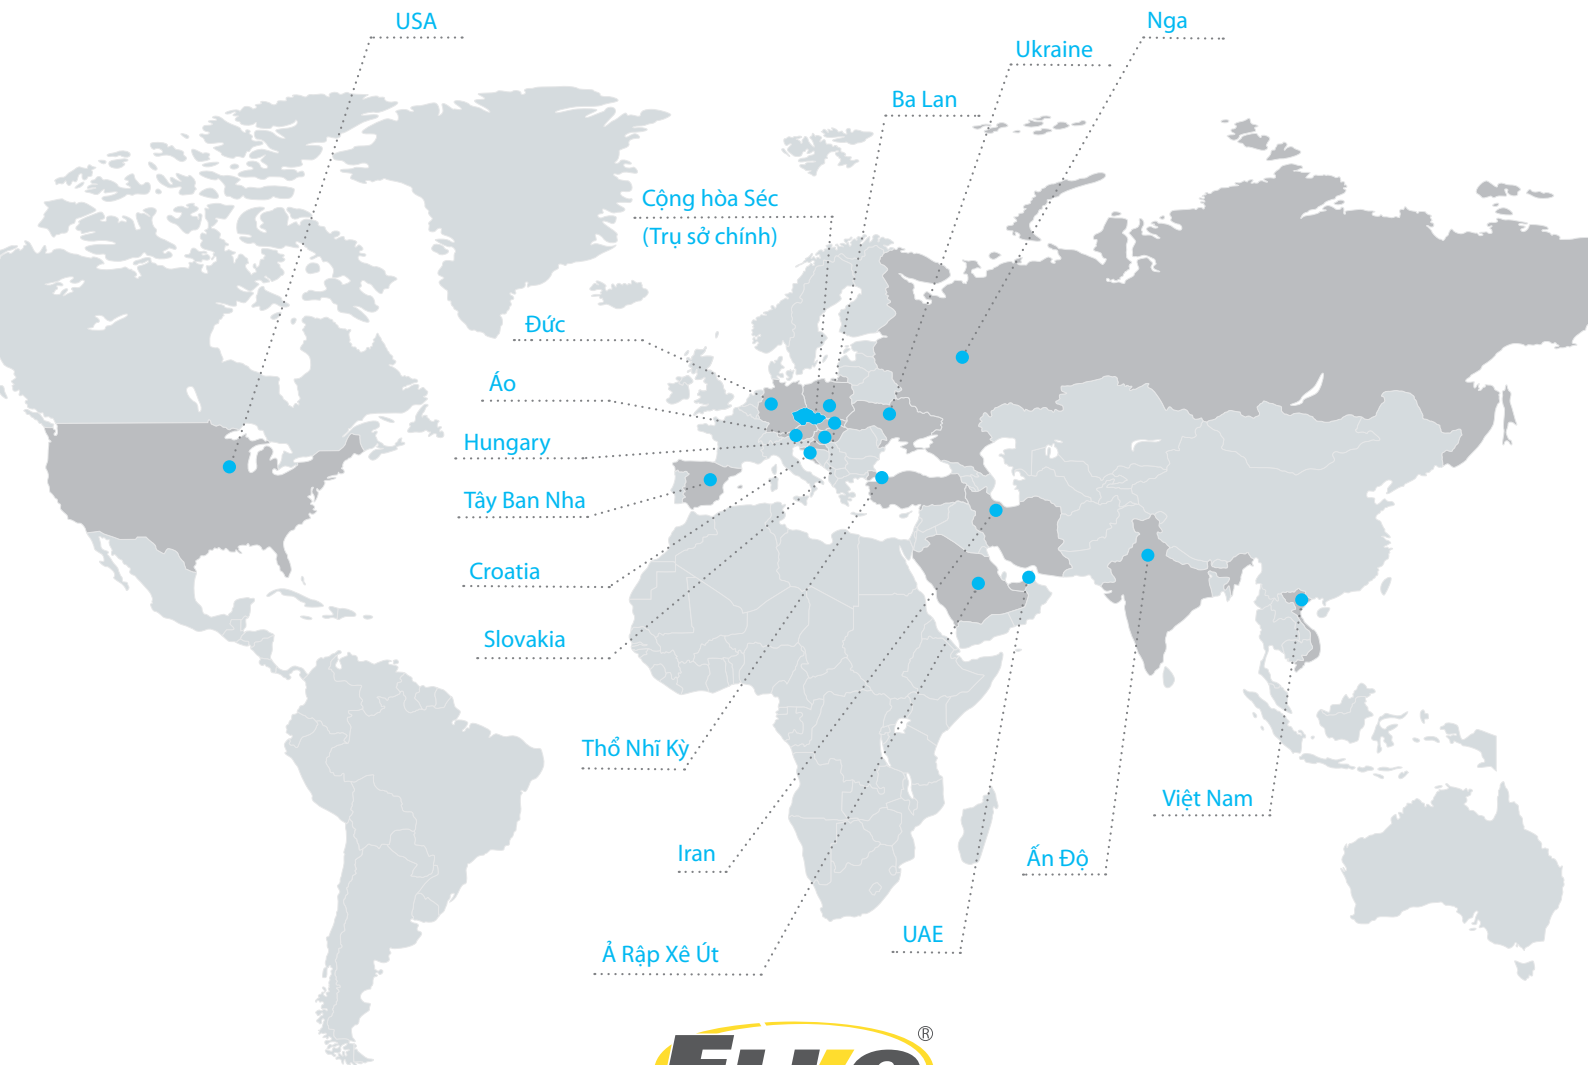 USA
Nga
Ukraine
Ba Lan
Cộng hòa Séc
(Trụ sở chính)
Đức
Áo
Hungary
Tây Ban Nha
Croatia
Slovakia
Thổ Nhĩ Kỳ
Việt Nam
Iran
Ấn Độ
UAE
Ả Rập Xê Út
®